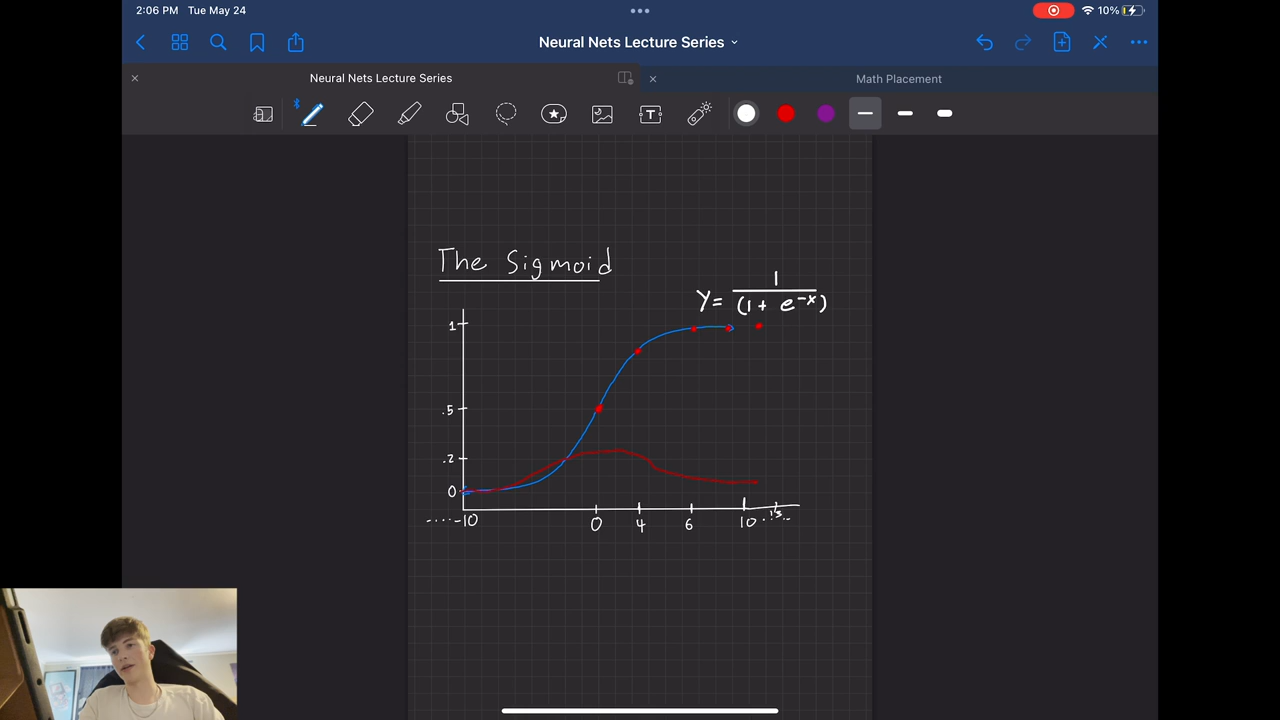 2:06 PM Tue May 24
10%
Neural Nets Lecture Series
Neural Nets Lecture Series
Math Placement
T
The Sigmoid
1
Y= (1 + e^-x)
1
.5
.2
0
....-10 0 4 6 10